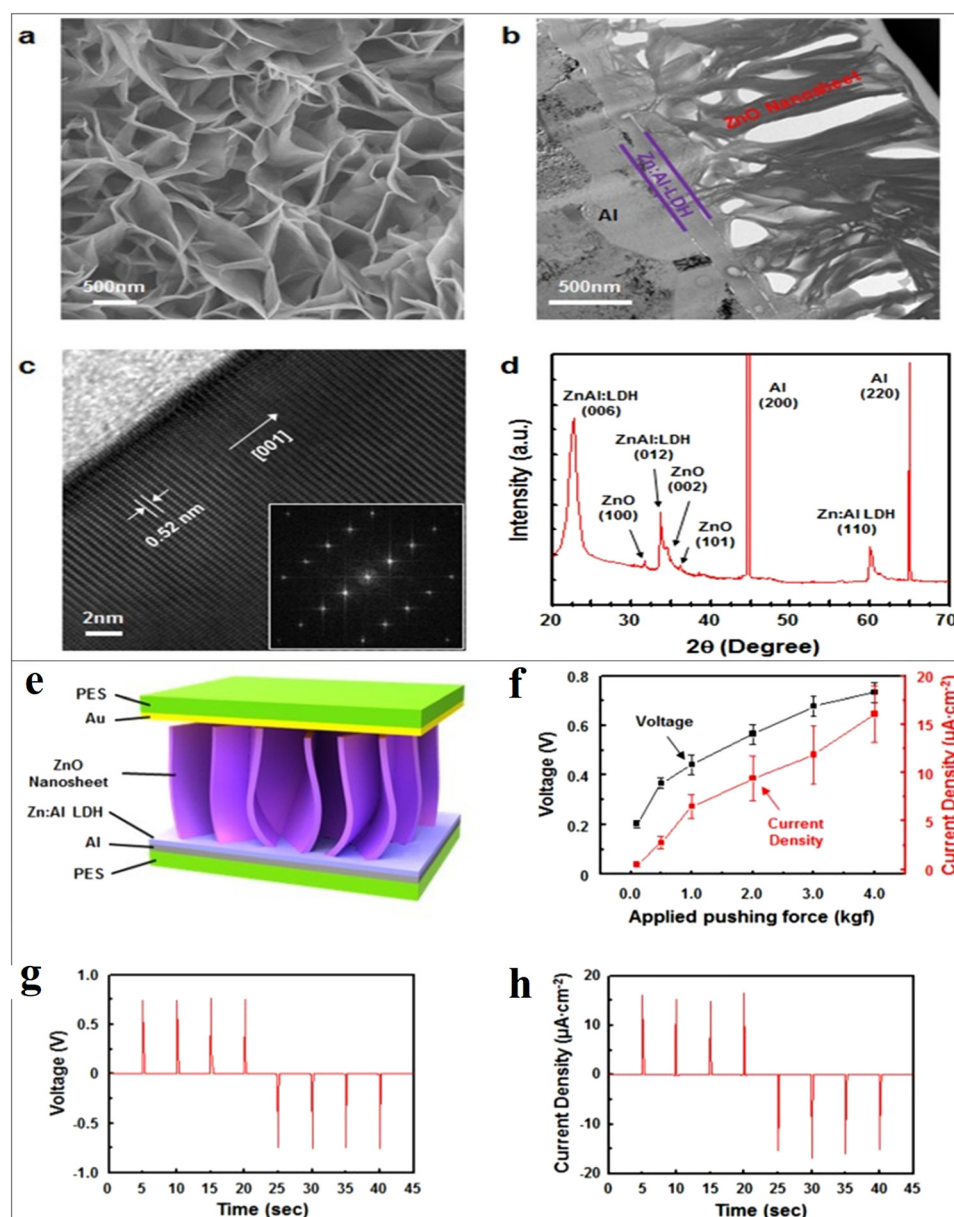 a
500nm
b
ZnO Nanosheet
Zn:Al-LDH
Al
500nm
c
[001]
0.52 nm
2nm
d
Intensity (a.u.)
ZnAl:LDH
(006)
ZnO
(100)
ZnAl:LDH
(012)
ZnO
(002)
ZnO
(101)
Al
(200)
Zn:Al LDH
(110)
Al
(220)
20 30 40 50 60 70
2θ (Degree)
e
PES
Au
ZnO
Nanosheet
Zn:Al LDH
Al
PES
f
Voltage (V)
0.8
0.6
0.4
0.2
Voltage
Current
Density
20
15
10
5
0
Current Density (μA·cm-2)
0.0 1.0 2.0 3.0 4.0
Applied pushing force (kgf)
g
Voltage (V)
1.0
0.5
0
-0.5
-1.0
0 5 10 15 20 25 30 35 40 45
Time (sec)
h
Current Density (μA·cm-2)
20
10
0
-10
-20
0 5 10 15 20 25 30 35 40 45
Time (sec)